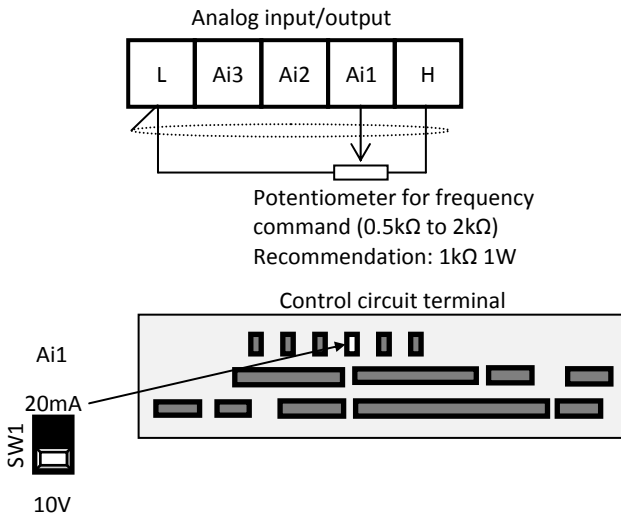 Analog input/output
L Ai3 Ai2 Ai1 H
Potentiometer for frequency
command (0.5kΩ to 2kΩ)
Recommendation: 1kΩ 1W
Control circuit terminal
Ai1
20mA
SW1
10V